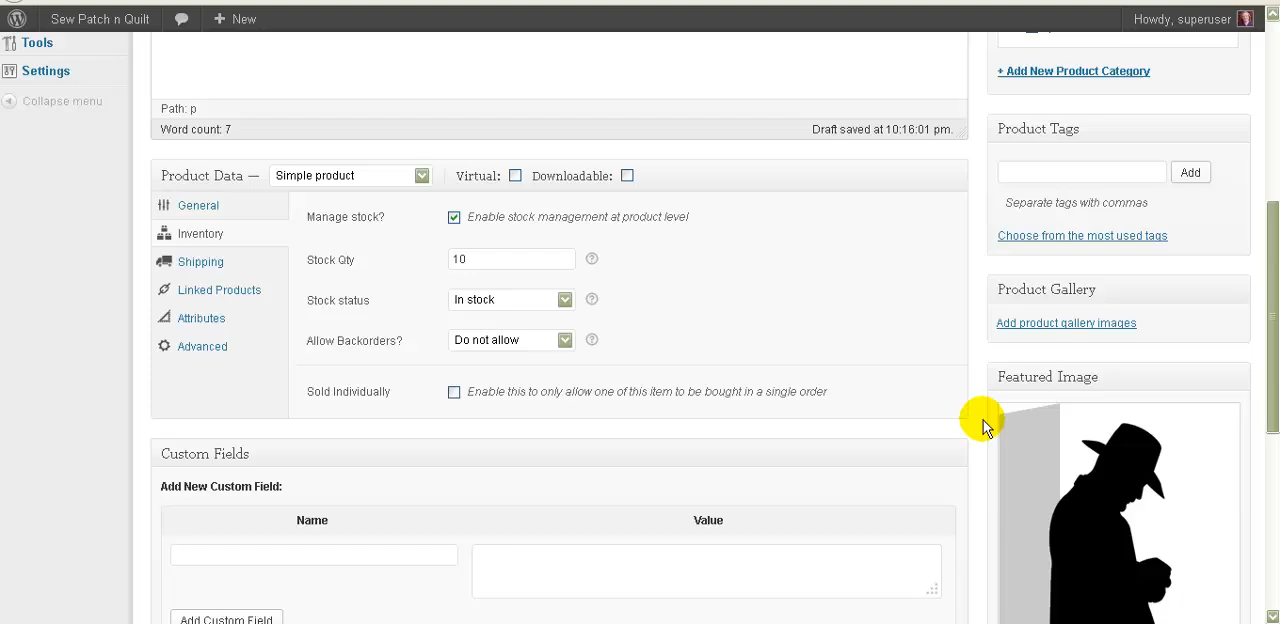 Sew Patch n Quilt
New
Howdy, superuser
Tools
Settings
Collapse menu
Path: p
Word count: 7
Draft saved at 10:16:01 pm.
Product Data — Simple product Virtual: Downloadable:
General
Inventory
Shipping
Linked Products
Attributes
Advanced
Manage stock? Enable stock management at product level
Stock Qty 10
Stock status In stock
Allow Backorders? Do not allow
Sold Individually Enable this to only allow one of this item to be bought in a single order
Custom Fields
Add New Custom Field:
Name Value
Add Custom Field
+ Add New Product Category
Product Tags
Add
Separate tags with commas
Choose from the most used tags
Product Gallery
Add product gallery images
Featured Image